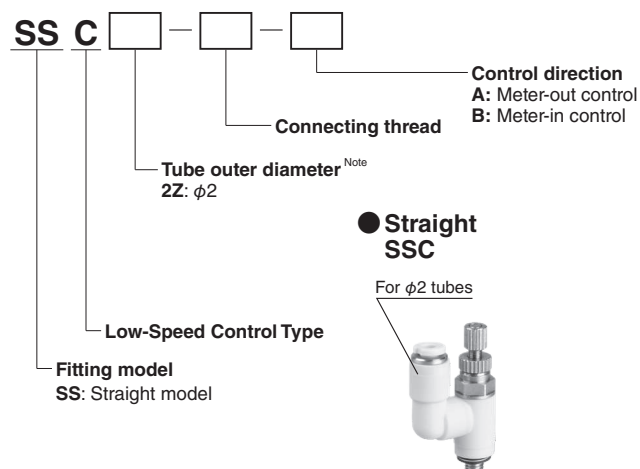 SS C – –
Control direction
A: Meter-out control
B: Meter-in control
Connecting thread
Tube outer diameter Note
2Z: φ2
● Straight
SSC
For φ2 tubes
Low-Speed Control Type
Fitting model
SS: Straight model